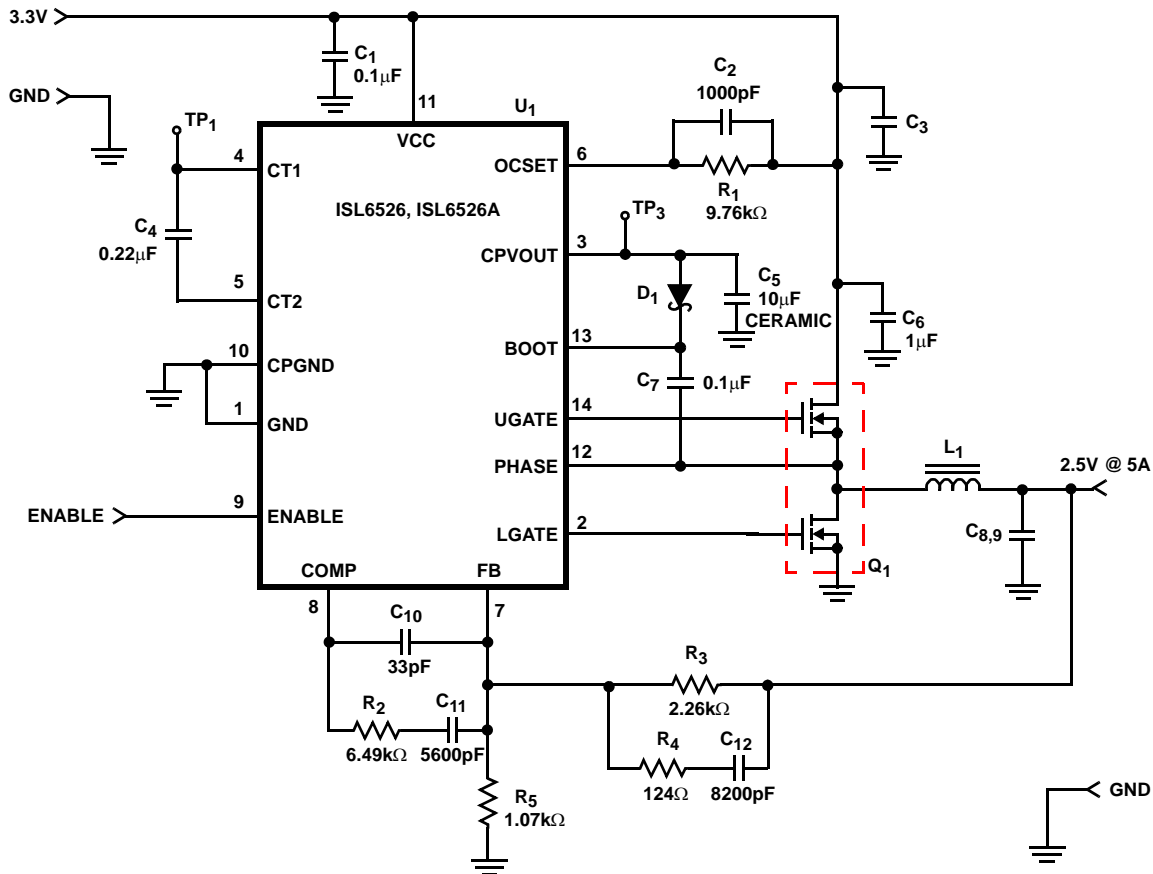 3.3V
C1
0.1μF
C2
1000pF
GND
11
U1
TP1
C3
VCC
4
CT1
OCSET
6
R1
9.76kΩ
ISL6526, ISL6526A
TP3
C4
0.22μF
CPVOUT
3
C5
10μF
CERAMIC
D1
5
CT2
C6
1μF
BOOT
13
10
CPGND
C7
0.1μF
1
GND
UGATE
14
PHASE
12
L1
2.5V @ 5A
ENABLE
9
ENABLE
LGATE
2
C8,9
COMP
FB
Q1
8
7
C10
33pF
R3
2.26kΩ
R2
6.49kΩ
C11
5600pF
R4
124Ω
C12
8200pF
R5
1.07kΩ
GND